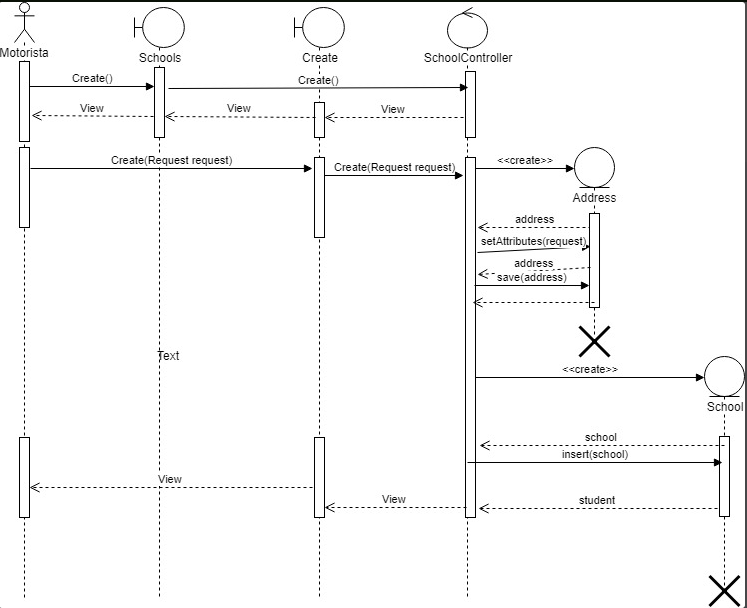 Motorista
Schools
Create
SchoolController
Create()
Create()
View
View
View
Create(Request request)
Create(Request request)
<<create>>
Address
address
setAttributes(request)
address
save(address)
Text
<<create>>
School
school
insert(school)
View
View
student